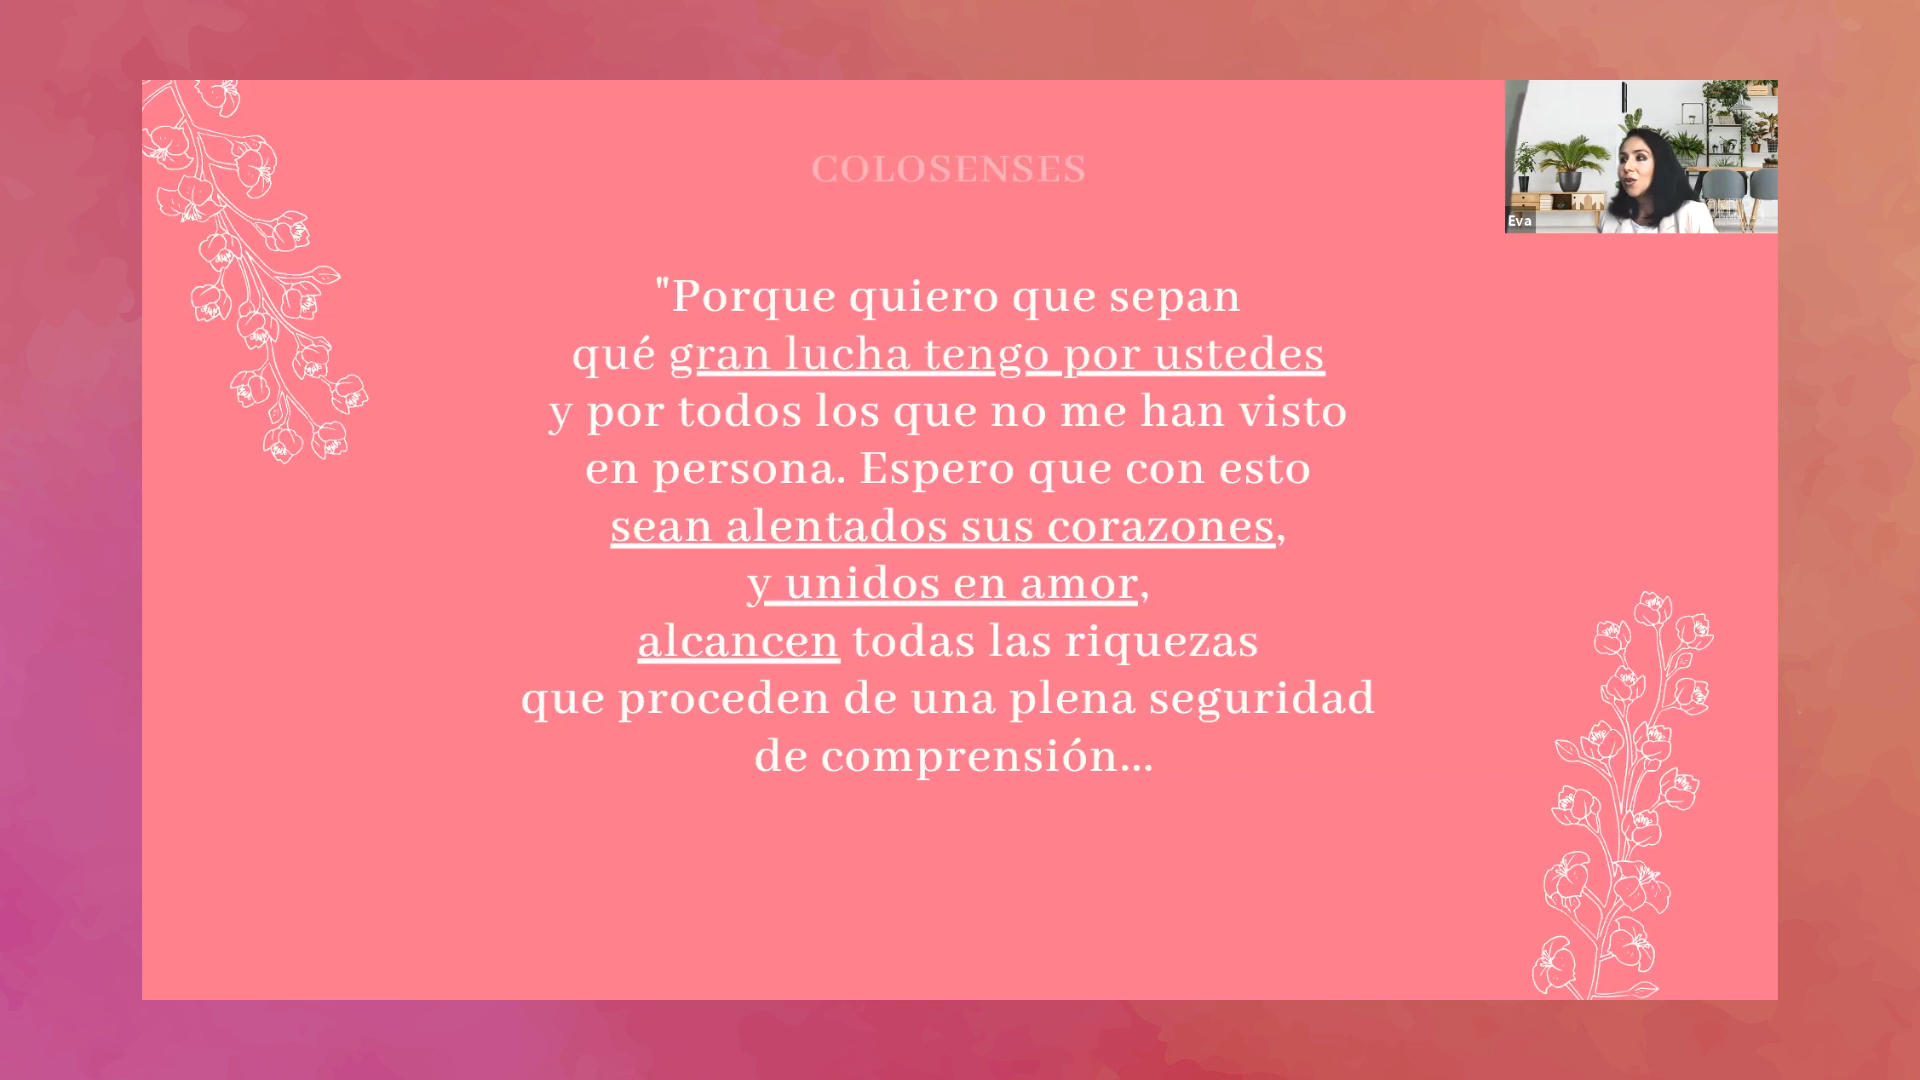 COLOSENSES
Eva
"Porque quiero que sepan
qué gran lucha tengo por ustedes
y por todos los que no me han visto
en persona. Espero que con esto
sean alentados sus corazones,
y unidos en amor,
alcancen todas las riquezas
que proceden de una plena seguridad
de comprensión...